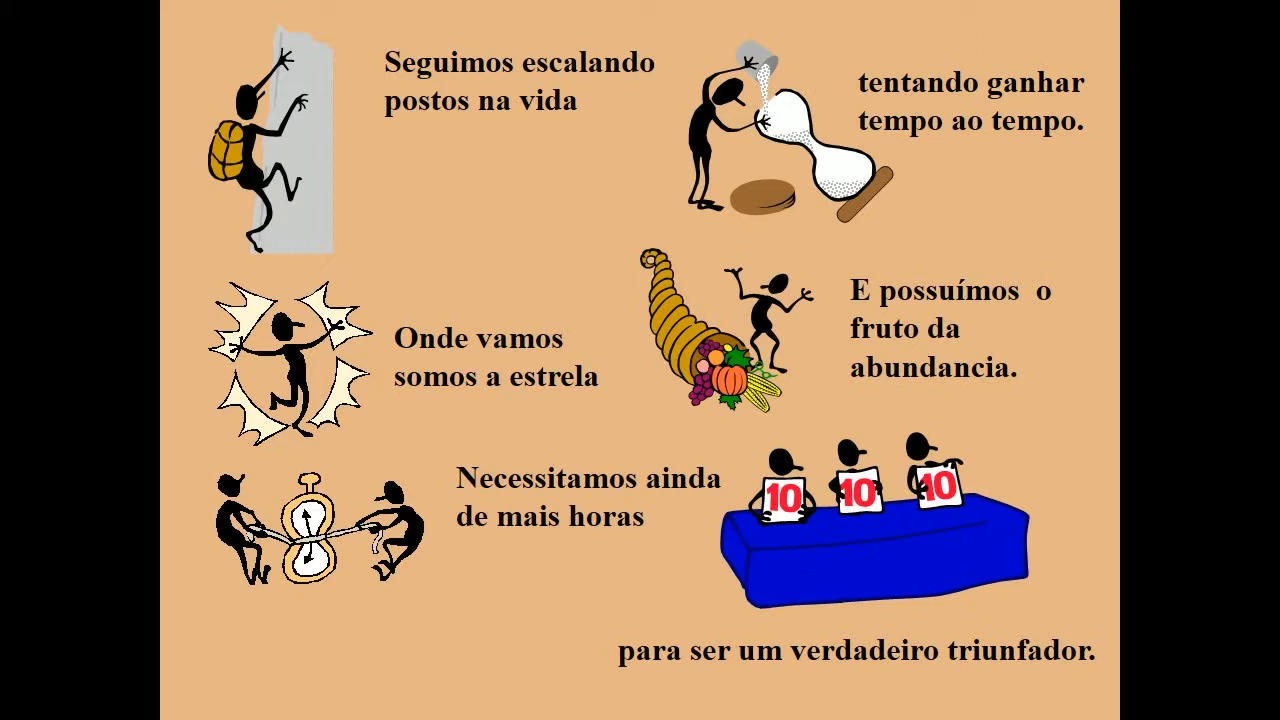 Seguimos escalando
postos na vida
tentando ganhar
tempo ao tempo.
Onde vamos
somos a estrela
E possuímos o
fruto da
abundancia.
Necessitamos ainda
de mais horas
10
10
10
para ser um verdadeiro triunfador.